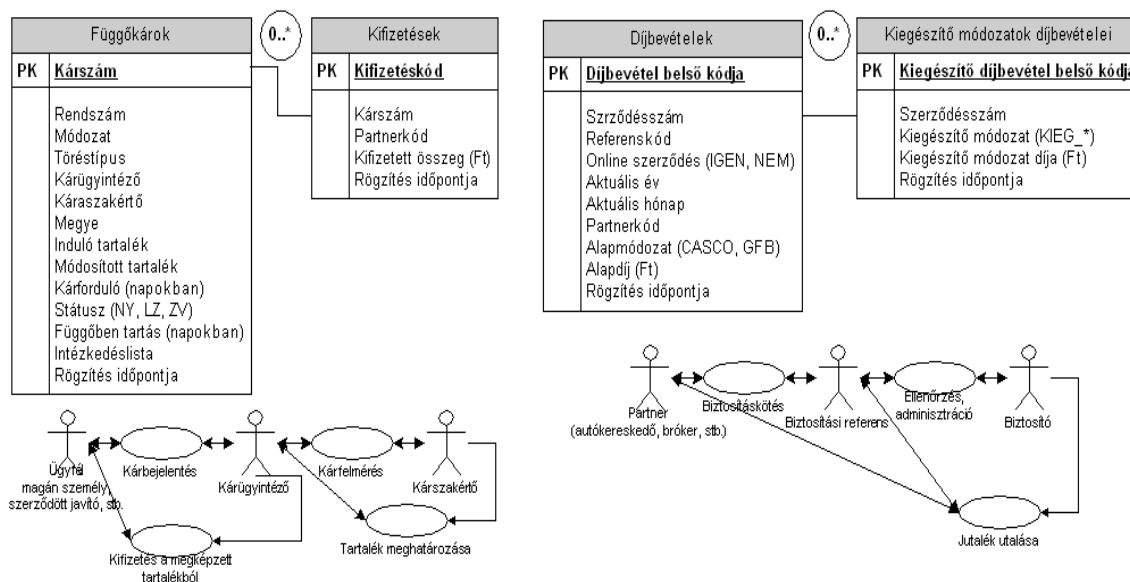 Függőkárok
PK Kárszám
Rendszám
Módozat
Töréstípus
Kárügyintéző
Káraszakértő
Megye
Induló tartalék
Módosított tartalék
Kárforduló (napokban)
Státusz (NY, LZ, ZV)
Függőben tartás (napokban)
Intézkedéslista
Rögzítés időpontja
0..*
Kifizetések
PK Kifizetéskód
Kárszám
Partnerkód
Kifizetett összeg (Ft)
Rögzítés időpontja
Díjbevételek
PK Díjbevétel belső kódja
Szrződésszám
Referenskód
Online szerződés (IGEN, NEM)
Aktuális év
Aktuális hónap
Partnerkód
Alapmódozat (CASCO, GFB)
Alapdíj (Ft)
Rögzítés időpontja
0..*
Kiegészítő módozatok díjbevételei
PK Kiegészítő díjbevétel belső kódja
Szerződésszám
Kiegészítő módozat (KIEG_*)
Kiegészítő módozat díja (Ft)
Rögzítés időpontja
Ügyfél
magán személy,
szerződött javító, stb.
Kárbejelentés
Kárügyintéző
Kárfelmérés
Kárszakértő
Kifizetés a megképzett
tartalékból
Tartalék meghatározása
Partner
(autókereskedő, bróker, stb.)
Biztosításkötés
Biztosítási referens
Ellenőrzés,
adminisztráció
Biztosító
Jutalék utalása